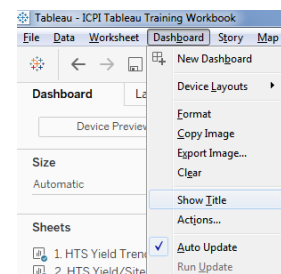 Tableau - ICPI Tableau Training Workbook
File Data Worksheet Dashboard Story Map
New Dashboard
Dashboard La
Device Layouts
Device Preview
Format
Copy Image
Size
Export Image...
Automatic
Clear
Show Title
Sheets
Actions...
1. HTS Yield Tren
Auto Update
2. HTS Yield/Site
Run Update